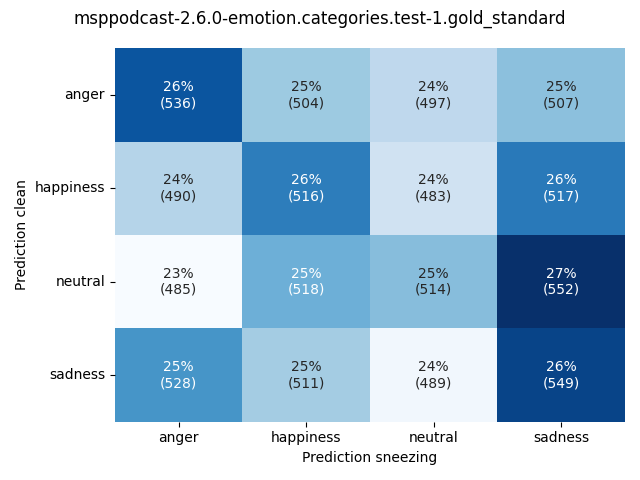 msppodcast-2.6.0-emotion.categories.test-1.gold_standard
Prediction clean
anger
26% 25% 24% 25%
(536) (504) (497) (507)
happiness
24% 26% 24% 26%
(490) (516) (483) (517)
neutral
23% 25% 25% 27%
(485) (518) (514) (552)
sadness
25% 25% 24% 26%
(528) (511) (489) (549)
anger happiness neutral sadness
Prediction sneezing